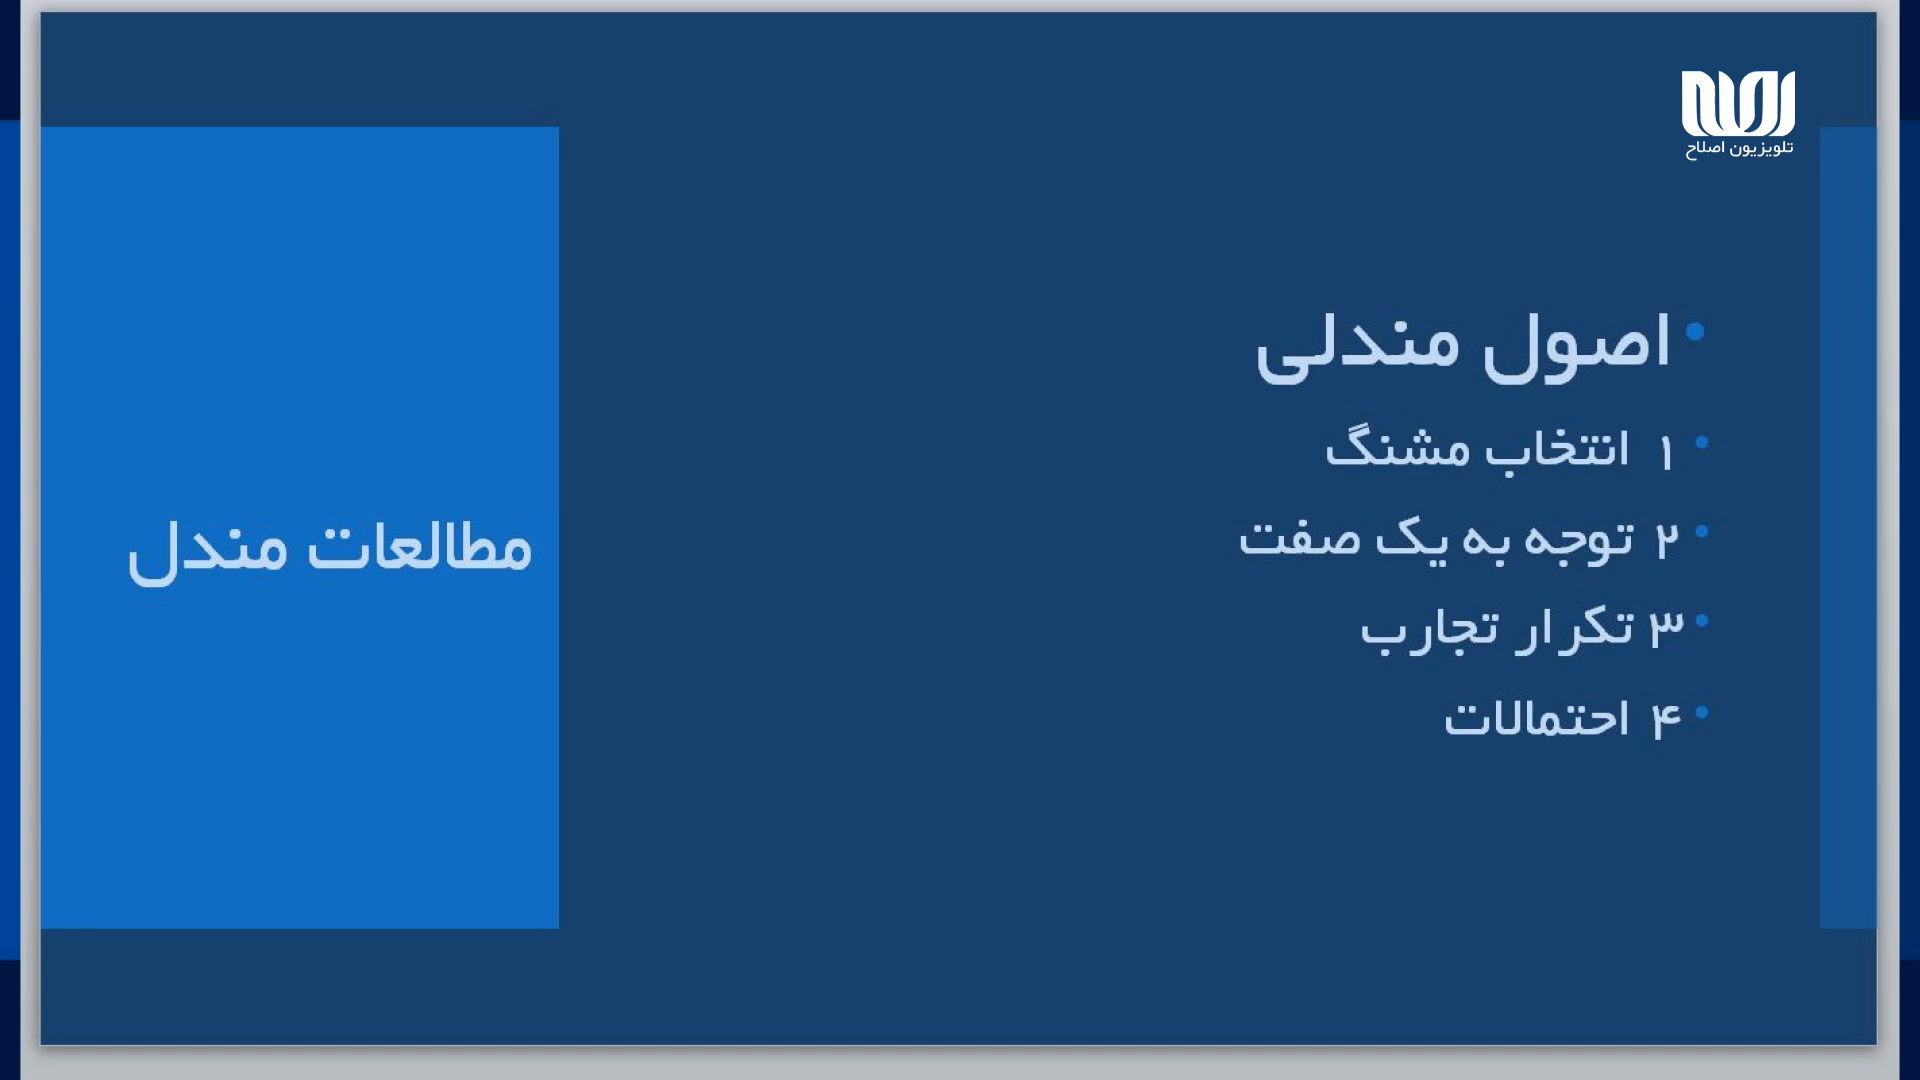 تلویزیون اصلاح
اصول مندلی
۱ انتخاب مشنگ
۲ توجه به یک صفت
۳ تکرار تجارب
۴ احتمالات
مطالعات مندل